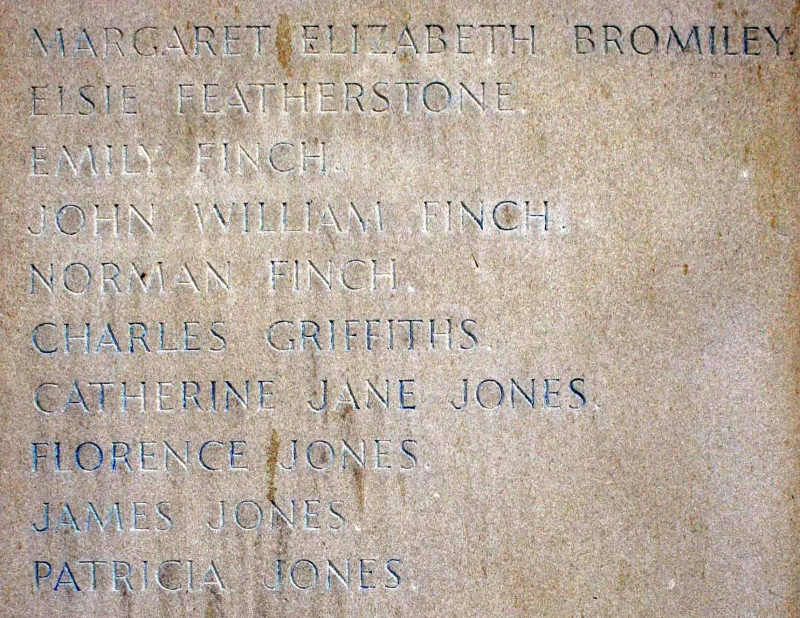 MARGARET ELIZABETH BROMILEY.
ELSIE FEATHERSTONE.
EMILY FINCH.
JOHN WILLIAM FINCH.
NORMAN FINCH.
CHARLES GRIFFITHS.
CATHERINE JANE JONES.
FLORENCE JONES.
JAMES JONES.
PATRICIA JONES.